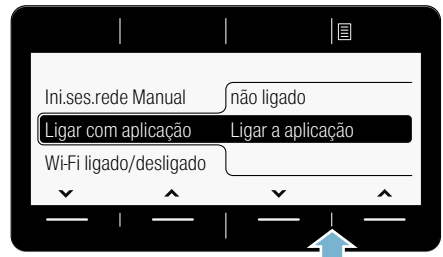 Ini.ses.rede Manual não ligado
Ligar com aplicação Ligar a aplicação
Wi-Fi ligado/desligado